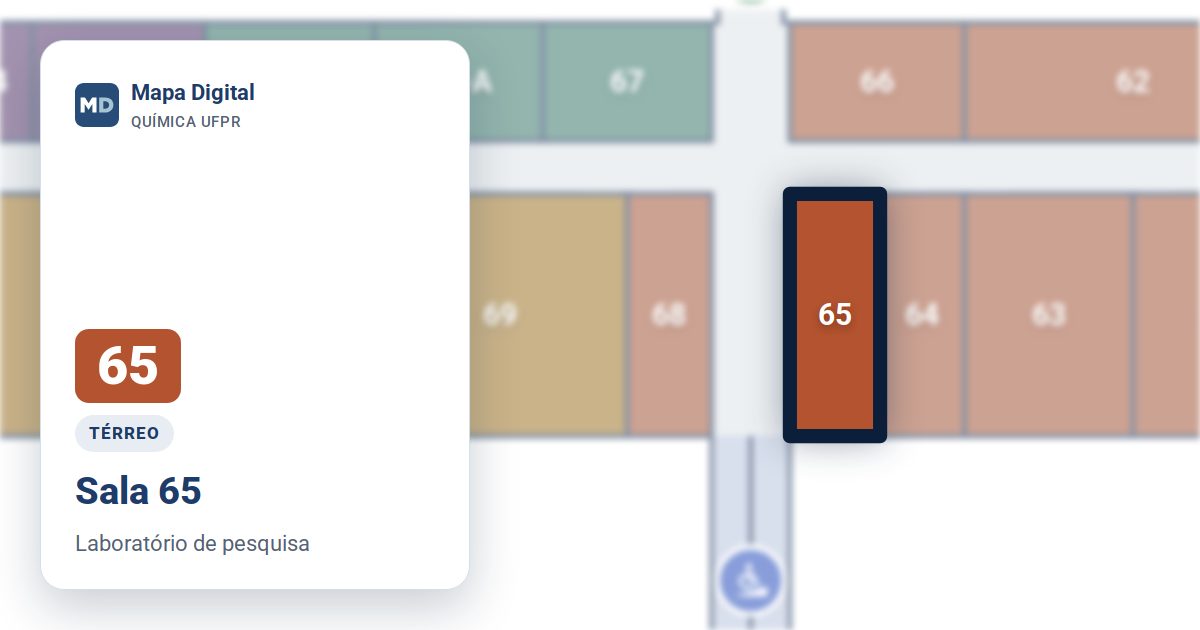 MD
Mapa Digital
QUÍMICA UFPR
65
TÉRREO
Sala 65
Laboratório de pesquisa
A
67
66
62
69
68
65
64
63